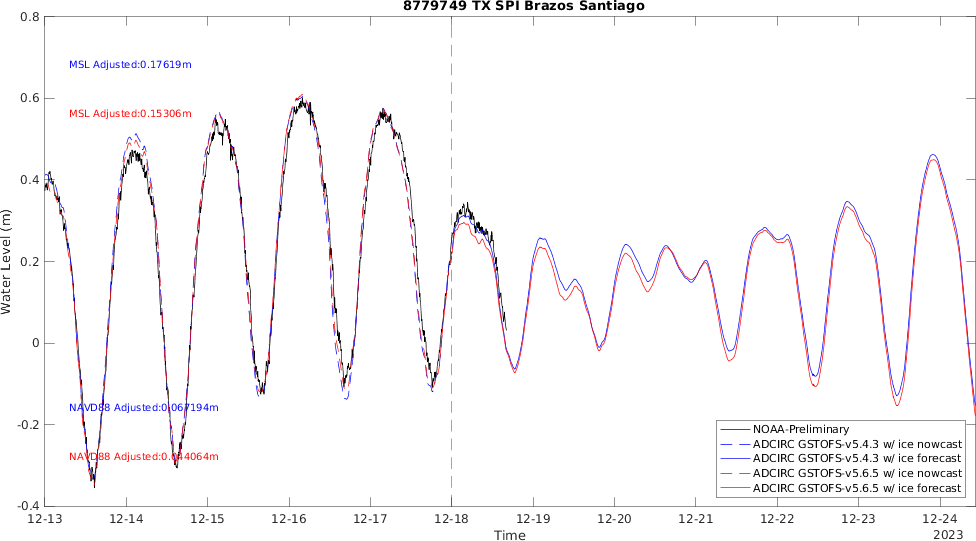 8779749 TX SPI Brazos Santiago
0.8
MSL Adjusted:0.17619m
0.6
MSL Adjusted:0.15306m
0.4
Water Level (m)
0.2
0
NAVD88 Adjusted:0.067194m
-0.2
NAVD88 Adjusted:0.044064m
-0.4
NOAA-Preliminary
ADCIRC GSTOFS-v5.4.3 w/ ice nowcast
ADCIRC GSTOFS-v5.4.3 w/ ice forecast
ADCIRC GSTOFS-v5.6.5 w/ ice nowcast
ADCIRC GSTOFS-v5.6.5 w/ ice forecast
12-13 12-14 12-15 12-16 12-17 12-18 12-19 12-20 12-21 12-22 12-23 12-24
Time
2023